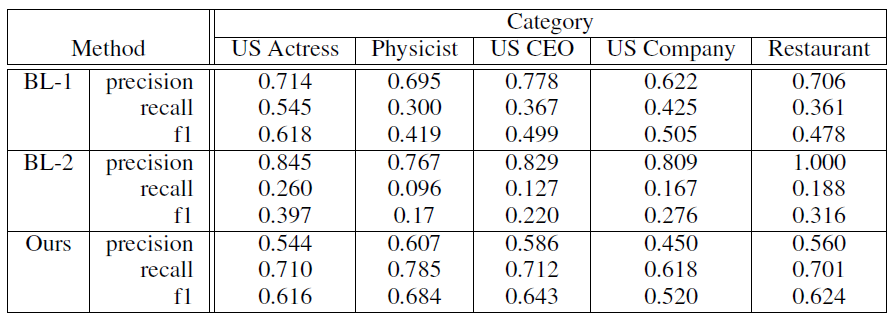 Category
Method US Actress Physicist US CEO US Company Restaurant
BL-1 precision 0.714 0.695 0.778 0.622 0.706
recall 0.545 0.300 0.367 0.425 0.361
f1 0.618 0.419 0.499 0.505 0.478
BL-2 precision 0.845 0.767 0.829 0.809 1.000
recall 0.260 0.096 0.127 0.167 0.188
f1 0.397 0.17 0.220 0.276 0.316
Ours precision 0.544 0.607 0.586 0.450 0.560
recall 0.710 0.785 0.712 0.618 0.701
f1 0.616 0.684 0.643 0.520 0.624